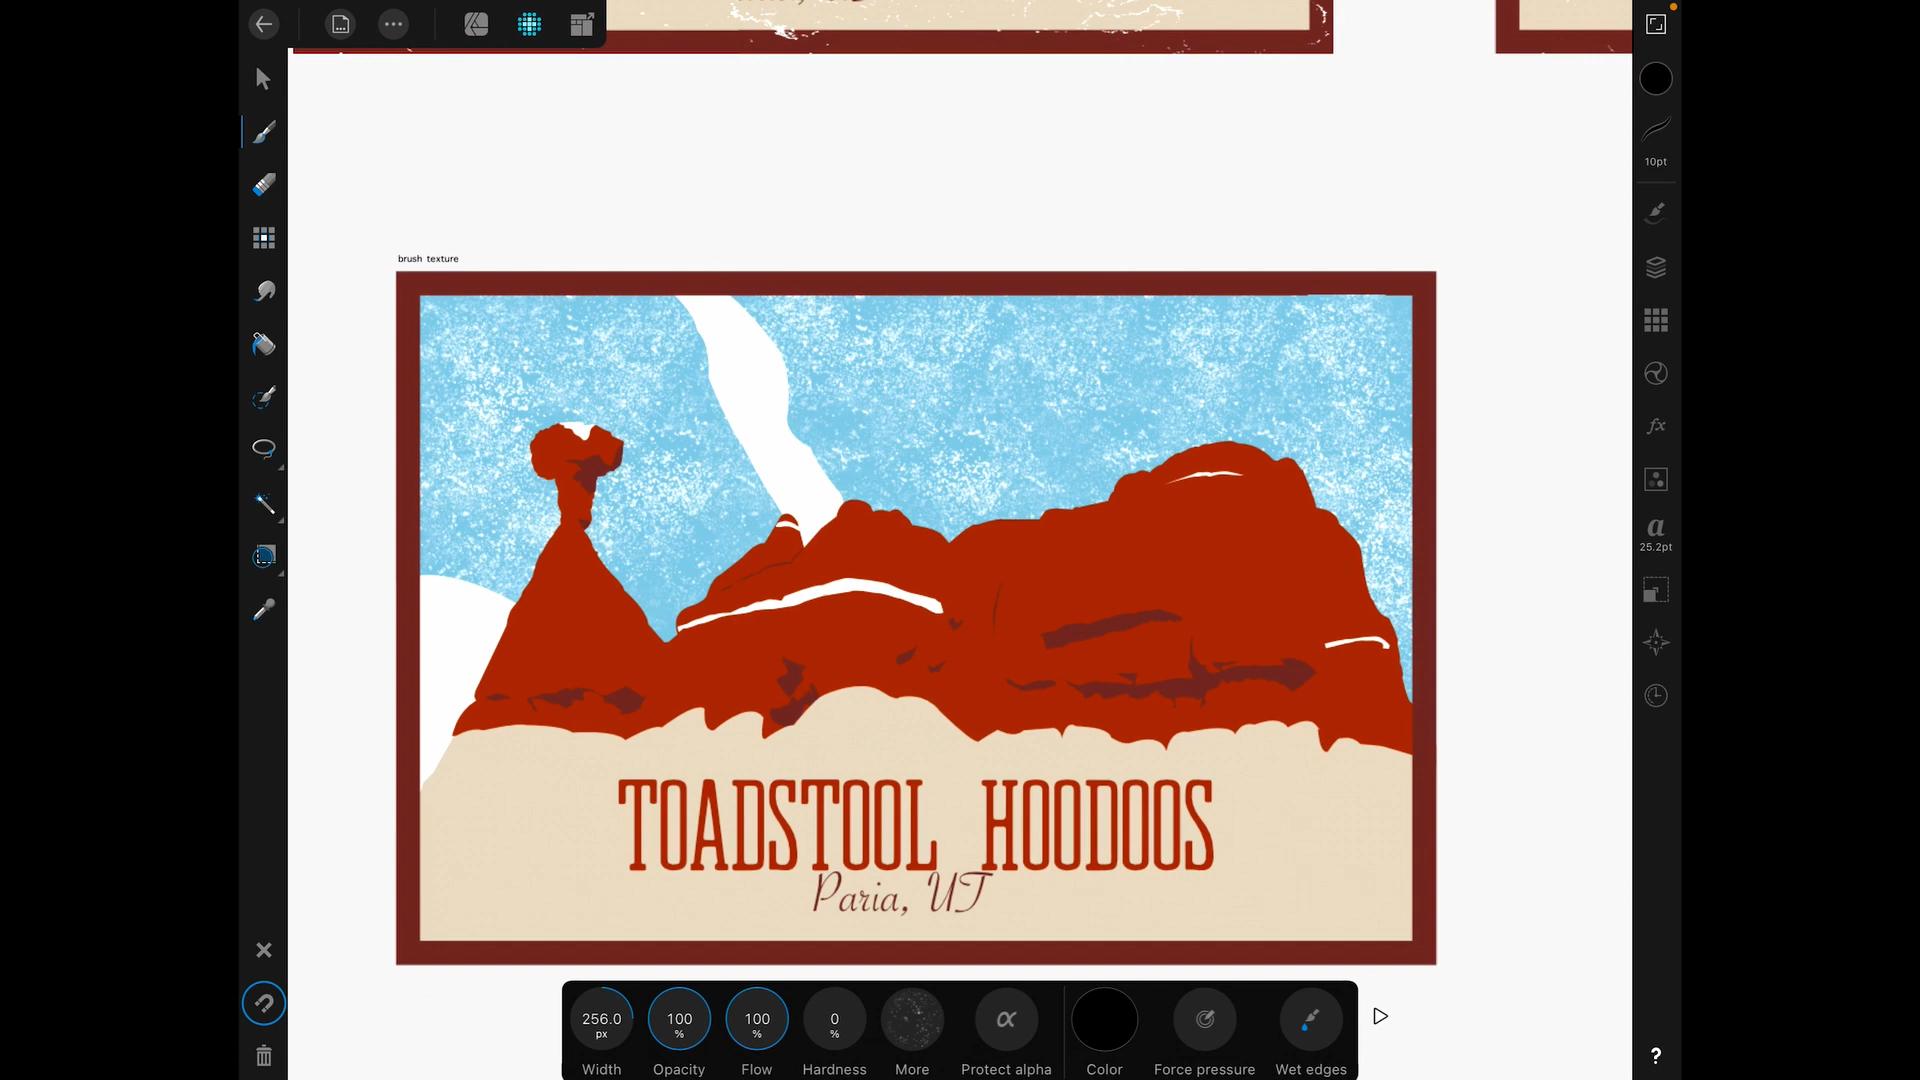 10pt
brush texture
a
25.2pt
TOADSTOOL HOODOOS
Paria, UT
256.0 px
100 %
100 %
0 %
α
Width Opacity Flow Hardness More Protect alpha Color Force pressure Wet edges
fx
?